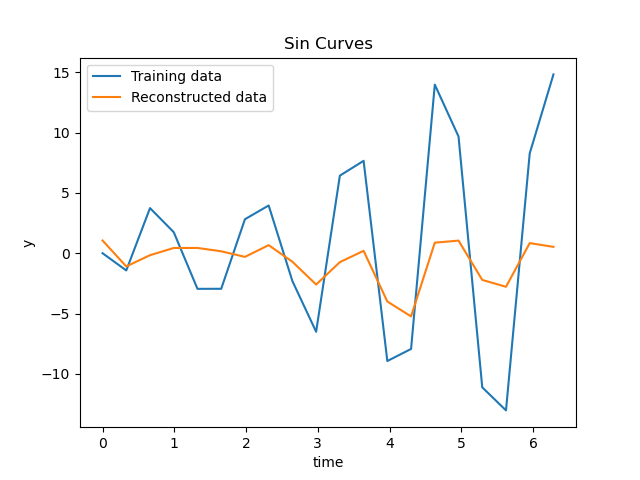 Sin Curves
Training data
Reconstructed data
15
10
5
0
−5
−10
y
0 1 2 3 4 5 6
time